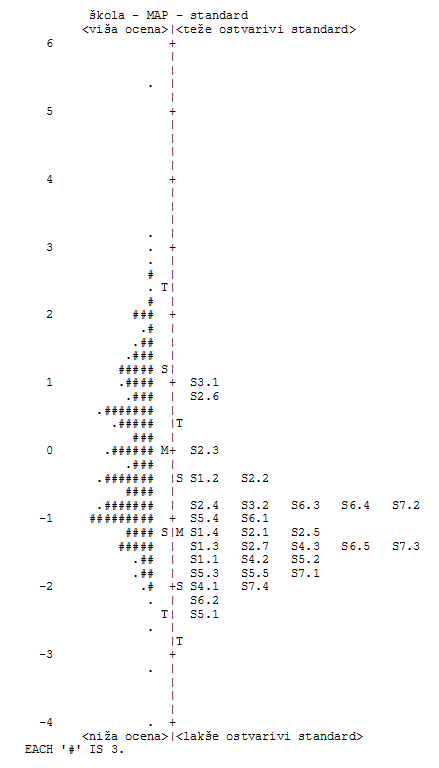 škola - MAP - standard
<viša ocena>|<teže ostvarivi standard>
6 +
|
|
. |
|
5 +
|
|
|
|
4 +
|
|
|
. |
3 . +
. |
# |
. T|
# |
2 ### +
.# |
.## |
.### |
##### S|
1 .#### + S3.1
.#### | S2.6
.####### |
.##### |T
### |
0 .###### M+ S2.3
.### |
.####### |S S1.2 S2.2
#### |
.####### | S2.4 S3.2 S6.3 S6.4 S7.2
-1 ######### + S5.4 S6.1
#### S|M S1.4 S2.1 S2.5
##### | S1.3 S2.7 S4.3 S6.5 S7.3
.## | S1.1 S4.2 S5.2
.## | S5.3 S5.5 S7.1
-2 .# +S S4.1 S7.4
. | S6.2
T| S5.1
. |
|T
-3 +
. |
|
|
|
-4 . +
<niža ocena>|<lakše ostvarivi standard>
EACH '#' IS 3.